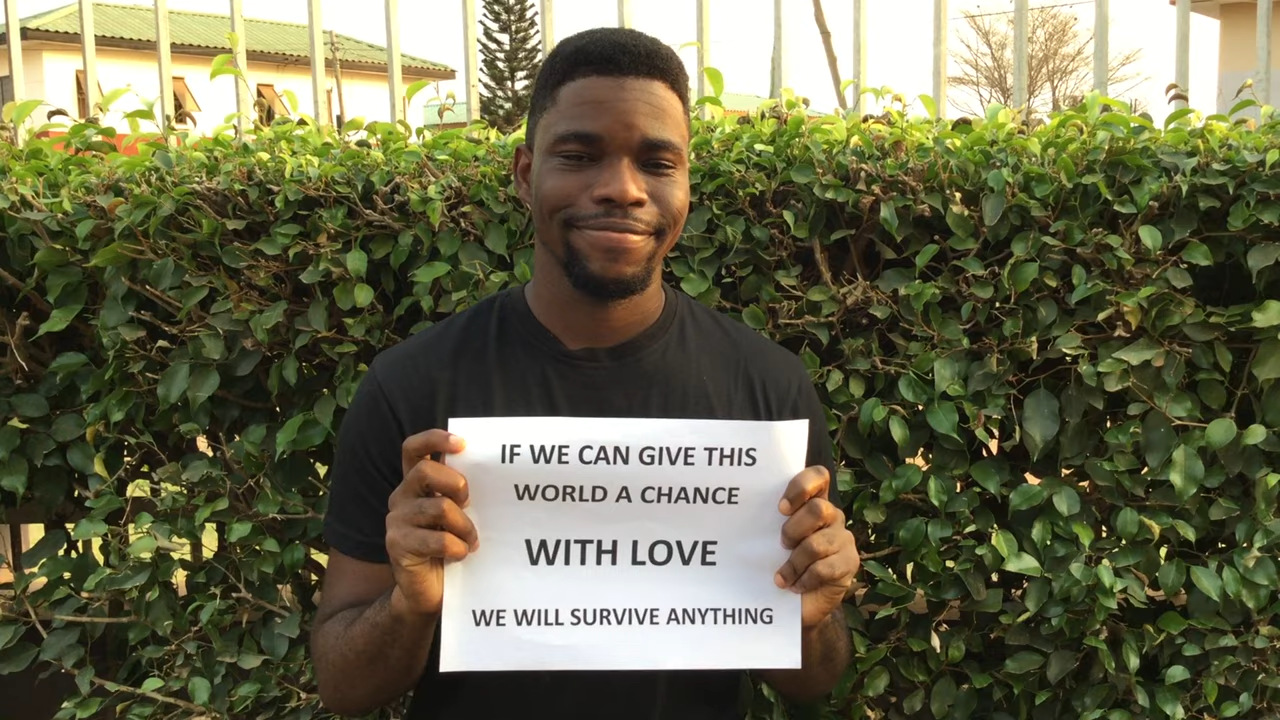 IF WE CAN GIVE THIS
WORLD A CHANCE
WITH LOVE
WE WILL SURVIVE ANYTHING